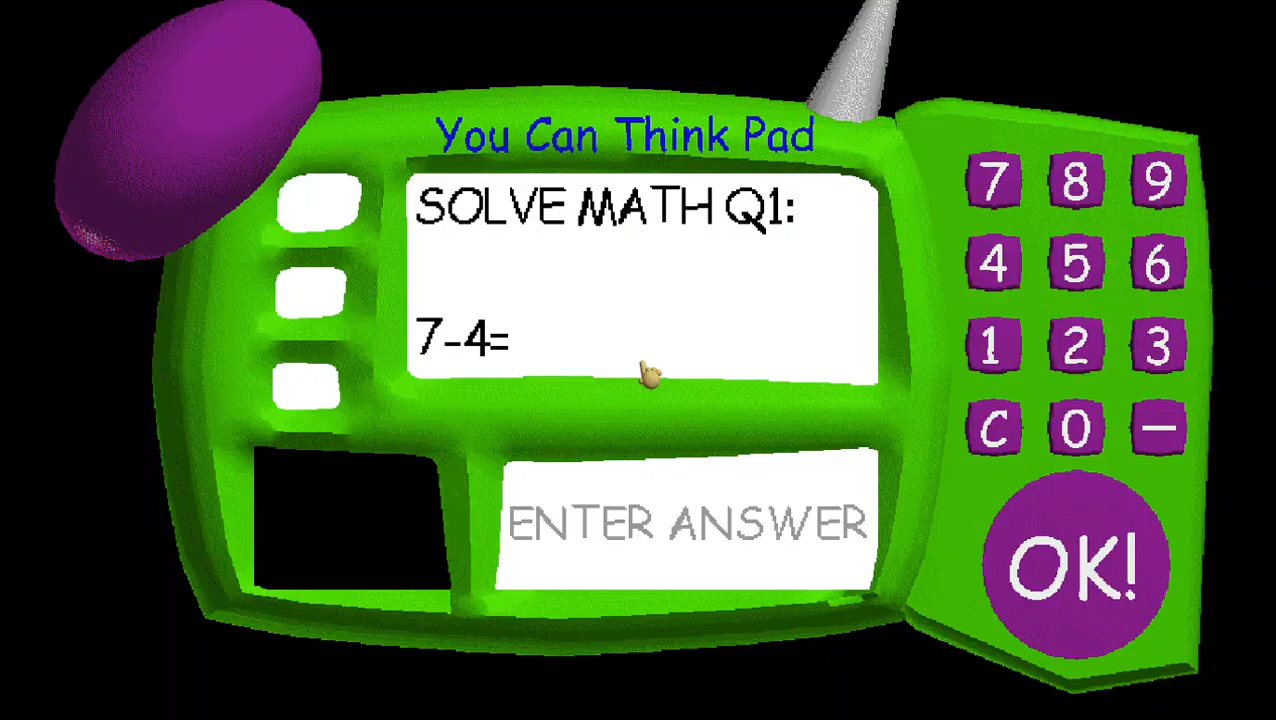 You Can Think Pad
SOLVE MATH Q1:
7-4=
ENTER ANSWER
7 8 9
4 5 6
1 2 3
C 0 -
OK!